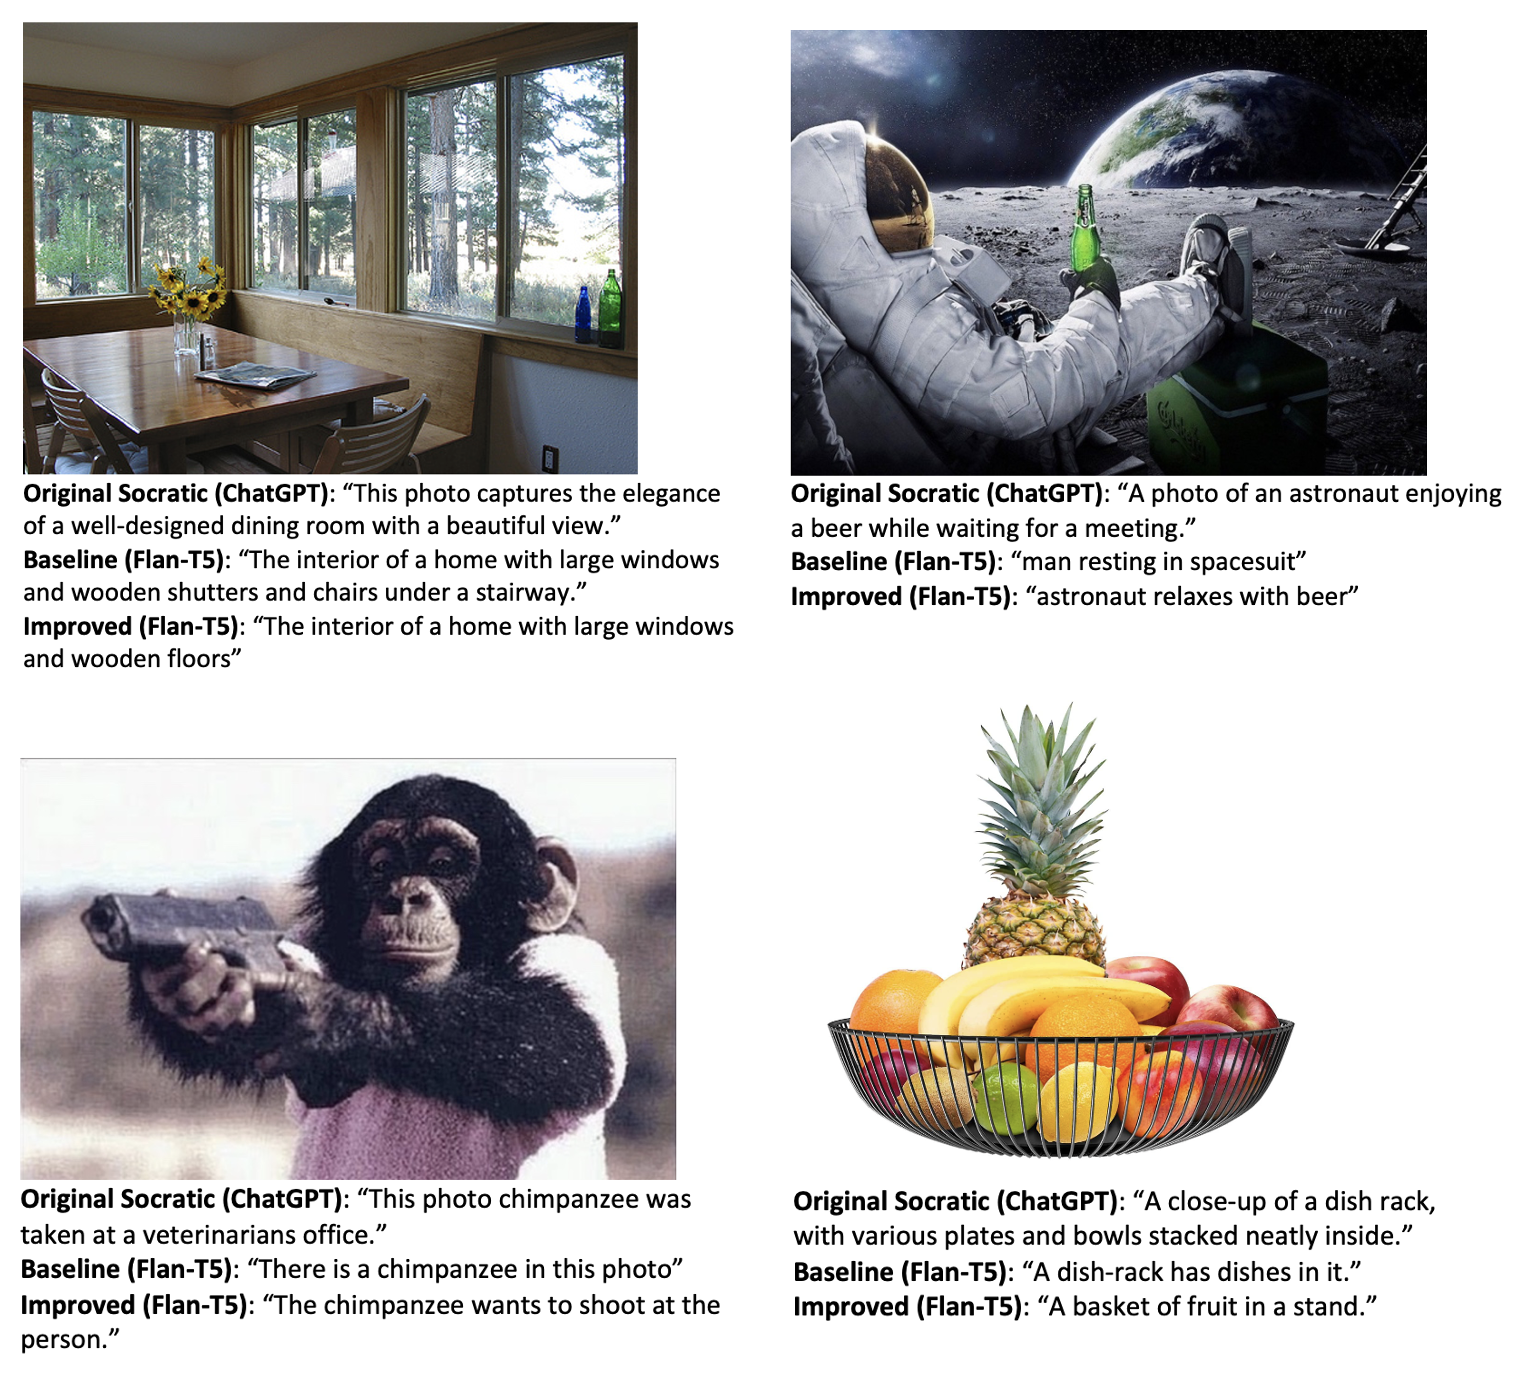 Original Socratic (ChatGPT): “This photo captures the elegance
of a well-designed dining room with a beautiful view.”
Baseline (Flan-T5): “The interior of a home with large windows
and wooden shutters and chairs under a stairway.”
Improved (Flan-T5): “The interior of a home with large windows
and wooden floors”
Original Socratic (ChatGPT): “A photo of an astronaut enjoying
a beer while waiting for a meeting.”
Baseline (Flan-T5): “man resting in spacesuit”
Improved (Flan-T5): “astronaut relaxes with beer”
Original Socratic (ChatGPT): “This photo chimpanzee was
taken at a veterinarians office.”
Baseline (Flan-T5): “There is a chimpanzee in this photo”
Improved (Flan-T5): “The chimpanzee wants to shoot at the
person.”
Original Socratic (ChatGPT): “A close-up of a dish rack,
with various plates and bowls stacked neatly inside.”
Baseline (Flan-T5): “A dish-rack has dishes in it.”
Improved (Flan-T5): “A basket of fruit in a stand.”